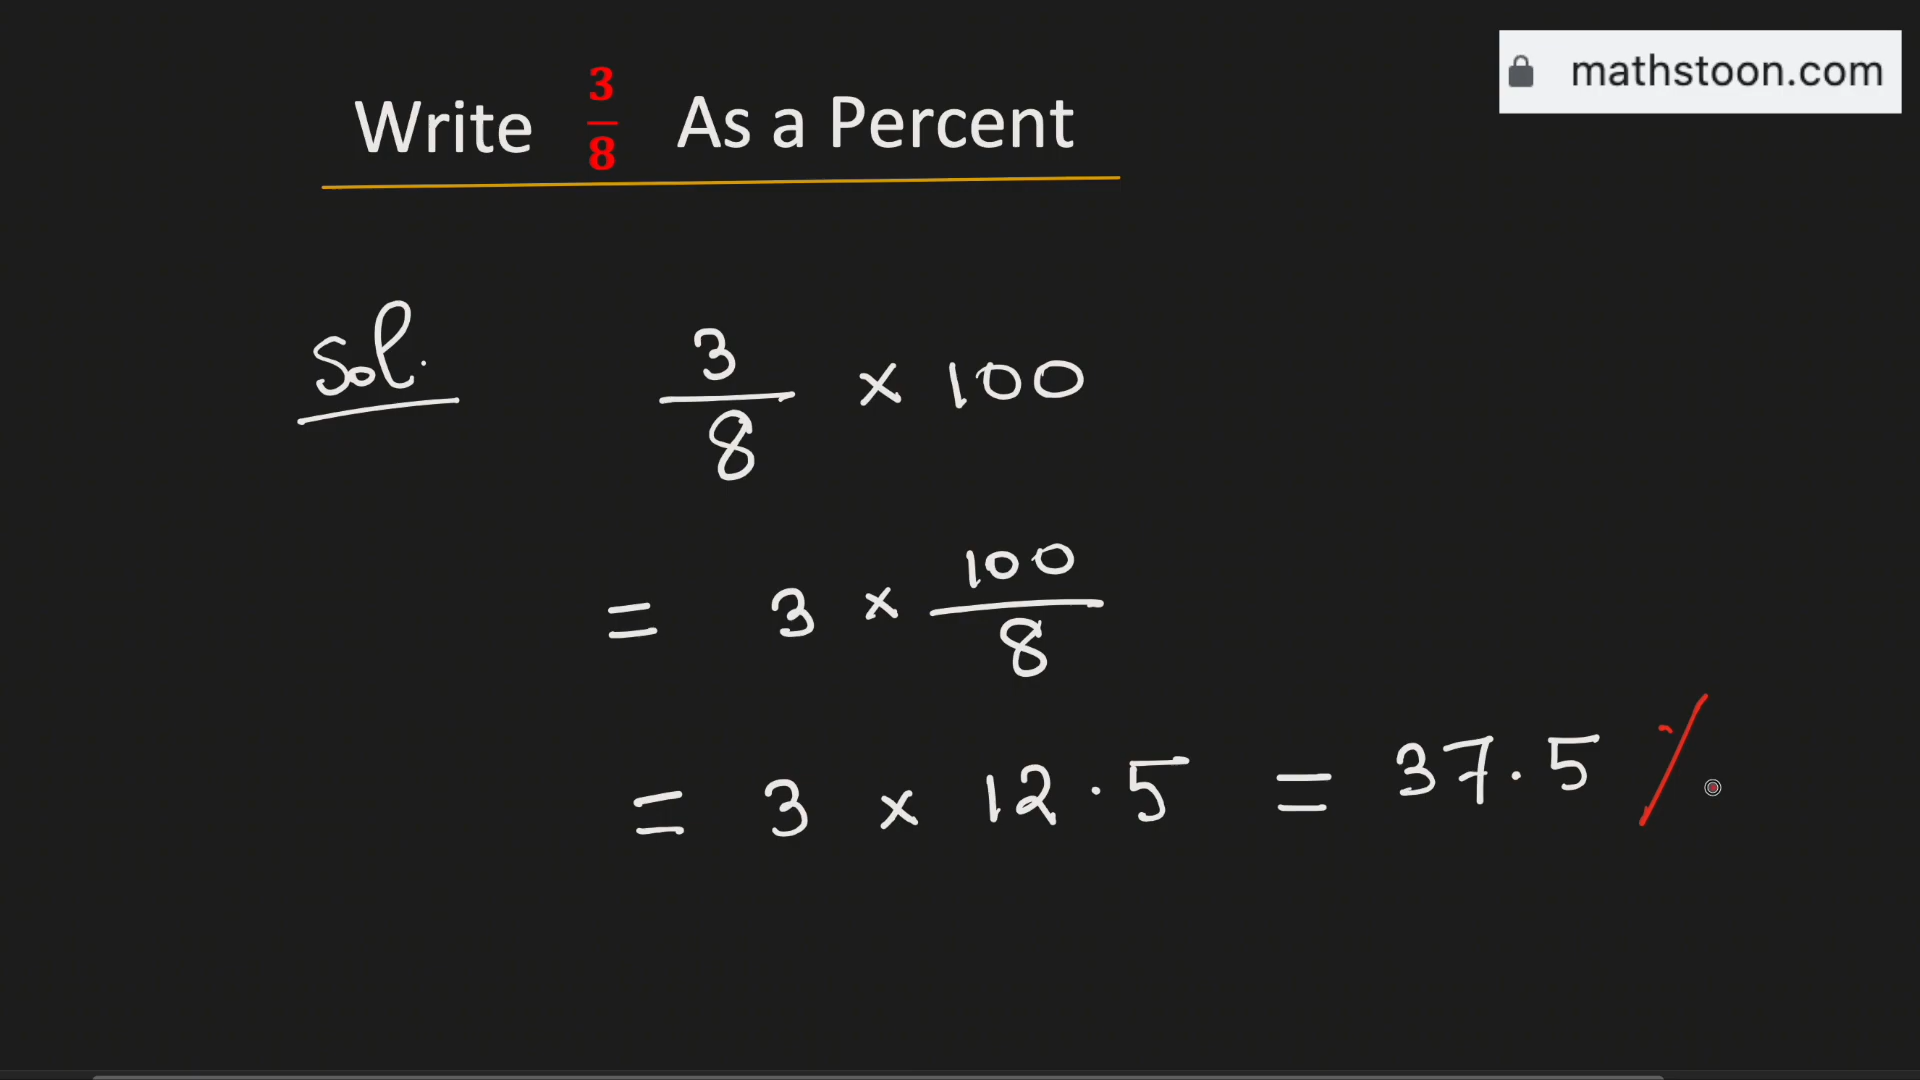 Write 3/8 As a Percent
mathstoon.com
Sol.
3/8 × 100
= 3 × 100/8
= 3 × 12.5 = 37.5 %